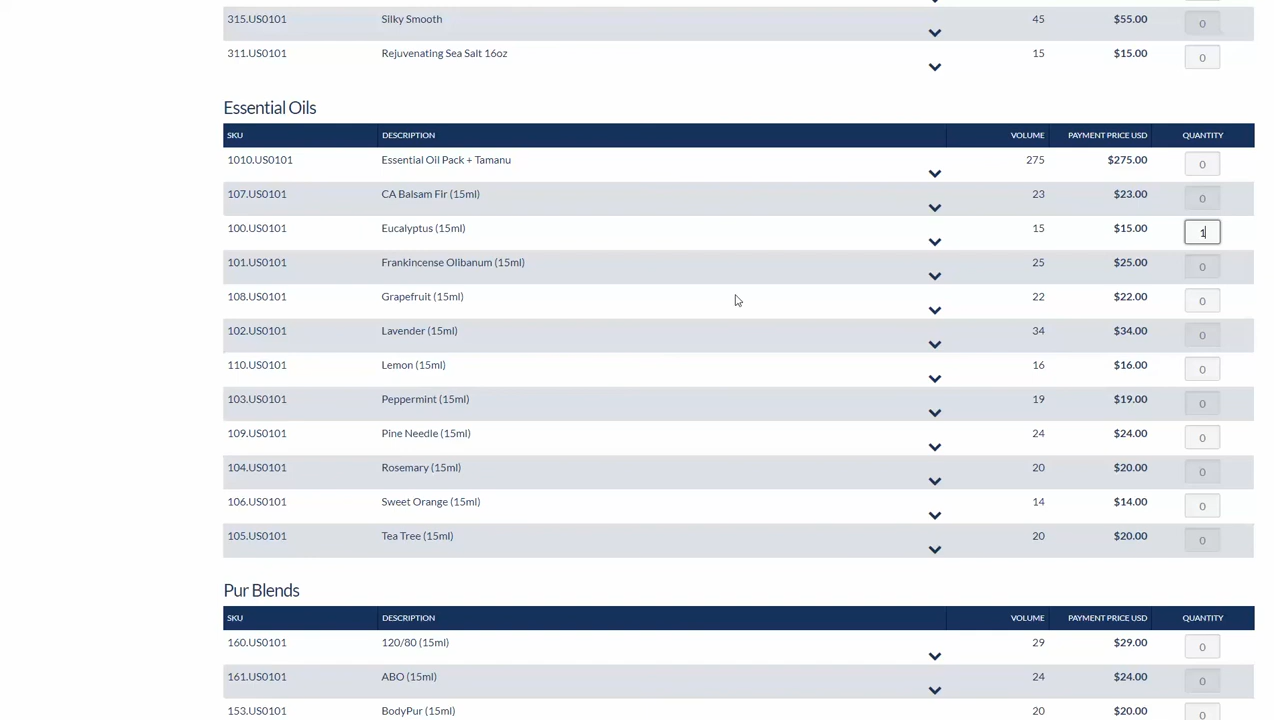 315.US0101 Silky Smooth 45 $55.00 0
311.US0101 Rejuvenating Sea Salt 16oz 15 $15.00 0
Essential Oils
SKU DESCRIPTION VOLUME PAYMENT PRICE USD QUANTITY
1010.US0101 Essential Oil Pack + Tamanu 275 $275.00 0
107.US0101 CA Balsam Fir (15ml) 23 $23.00 0
100.US0101 Eucalyptus (15ml) 15 $15.00 1
101.US0101 Frankincense Olibanum (15ml) 25 $25.00 0
108.US0101 Grapefruit (15ml) 22 $22.00 0
102.US0101 Lavender (15ml) 34 $34.00 0
110.US0101 Lemon (15ml) 16 $16.00 0
103.US0101 Peppermint (15ml) 19 $19.00 0
109.US0101 Pine Needle (15ml) 24 $24.00 0
104.US0101 Rosemary (15ml) 20 $20.00 0
106.US0101 Sweet Orange (15ml) 14 $14.00 0
105.US0101 Tea Tree (15ml) 20 $20.00 0
Pur Blends
SKU DESCRIPTION VOLUME PAYMENT PRICE USD QUANTITY
160.US0101 120/80 (15ml) 29 $29.00 0
161.US0101 ABO (15ml) 24 $24.00 0
153.US0101 BodyPur (15ml) 20 $20.00 0